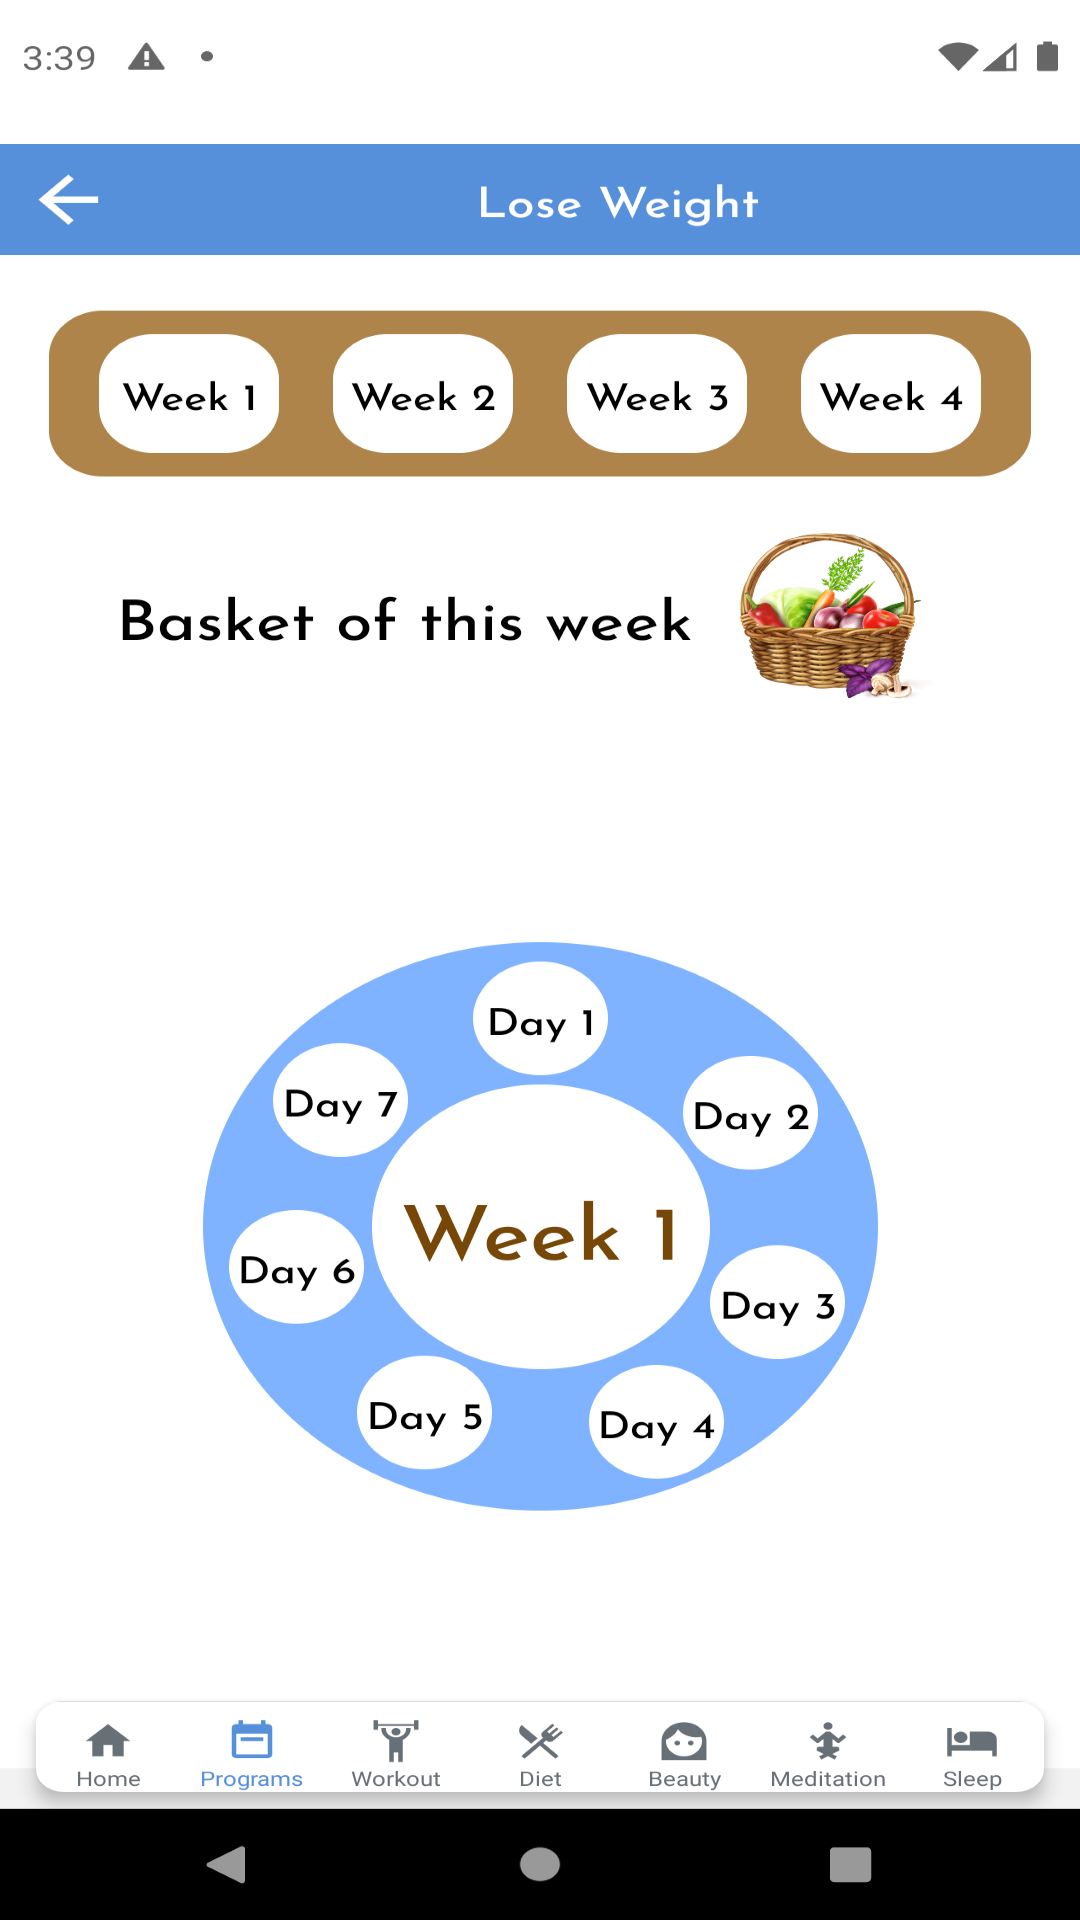 3:39
Lose Weight
Week 1 Week 2 Week 3 Week 4
Basket of this week
Day 1
Day 7
Day 2
Week 1
Day 6
Day 3
Day 5
Day 4
Home Programs Workout Diet Beauty Meditation Sleep